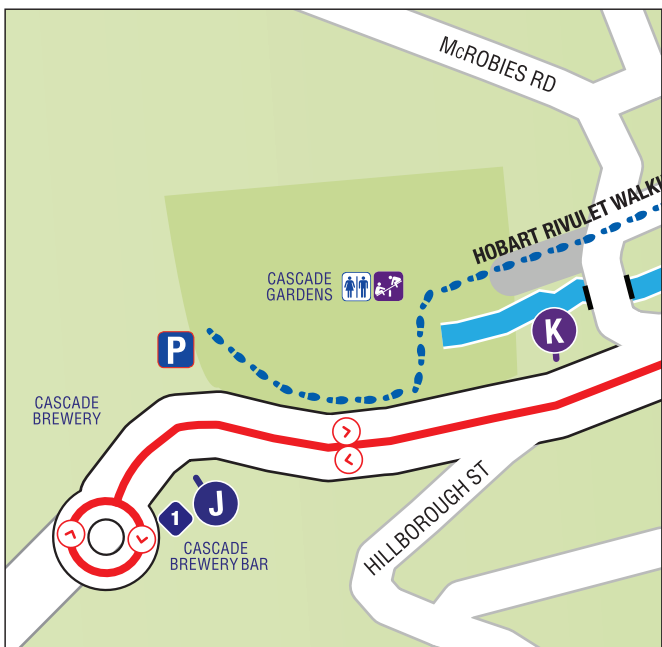 McROBIES RD
HOBART RIVULET WALK
CASCADE
GARDENS
P
K
CASCADE
BREWERY
J
1
CASCADE
BREWERY BAR
HILLBOROUGH ST